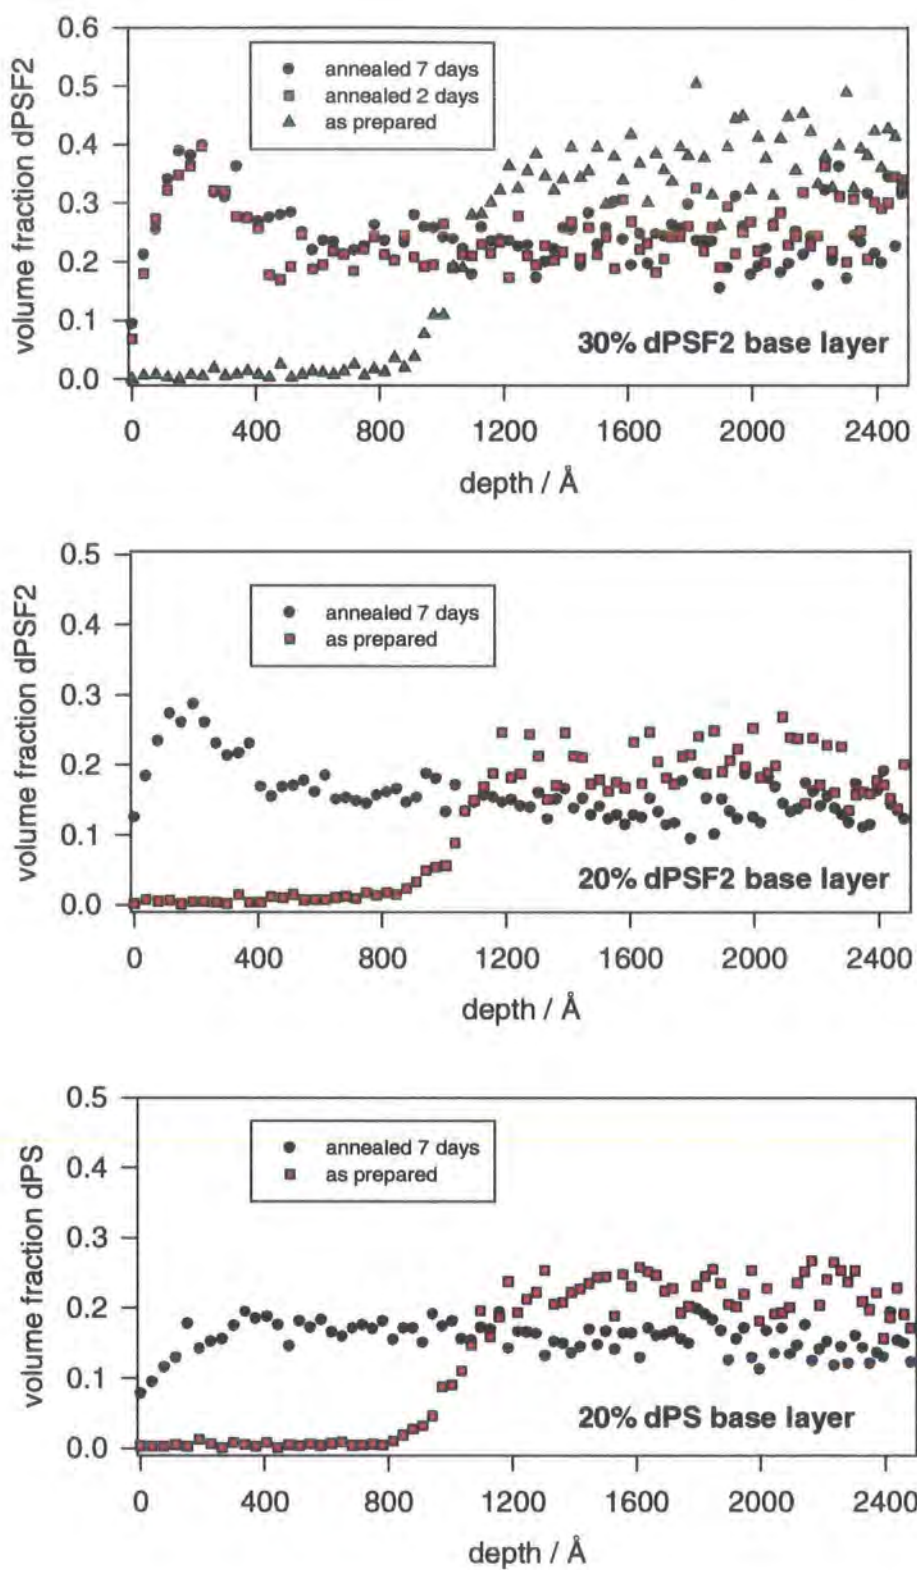 0.6
0.5
0.4
0.3
0.2
0.1
0.0
volume fraction dPSF2
annealed 7 days
annealed 2 days
as prepared
30% dPSF2 base layer
0 400 800 1200 1600 2000 2400
depth / Å
0.5
0.4
0.3
0.2
0.1
0.0
volume fraction dPSF2
annealed 7 days
as prepared
20% dPSF2 base layer
0 400 800 1200 1600 2000 2400
depth / Å
0.5
0.4
0.3
0.2
0.1
0.0
volume fraction dPS
annealed 7 days
as prepared
20% dPS base layer
0 400 800 1200 1600 2000 2400
depth / Å